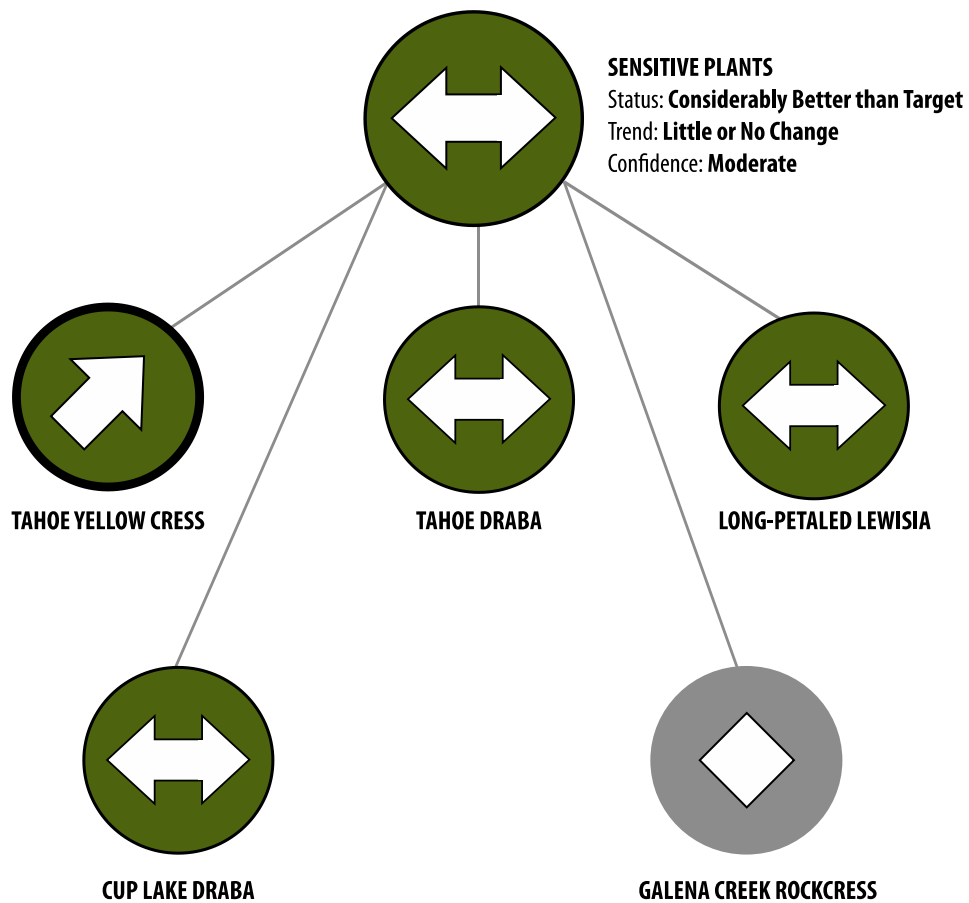 SENSITIVE PLANTS
Status: Considerably Better than Target
Trend: Little or No Change
Confidence: Moderate
TAHOE YELLOW CRESS
TAHOE DRABA
LONG-PETALED LEWISIA
CUP LAKE DRABA
GALENA CREEK ROCKCRESS